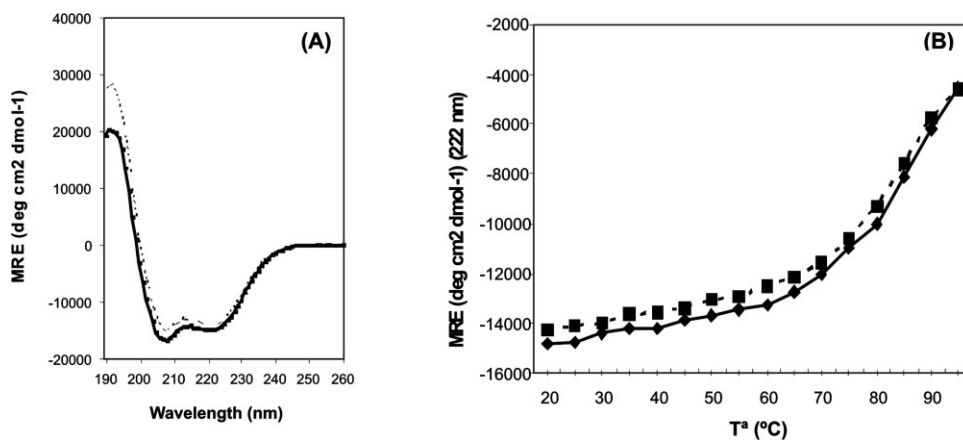 (A)
40000
30000
20000
10000
0
-10000
-20000
MRE (deg cm2 dmol-1)
190 200 210 220 230 240 250 260
Wavelength (nm)
(B)
-2000
-4000
-6000
-8000
-10000
-12000
-14000
-16000
MRE (deg cm2 dmol-1) (222 nm)
20 30 40 50 60 70 80 90
Tª (ºC)